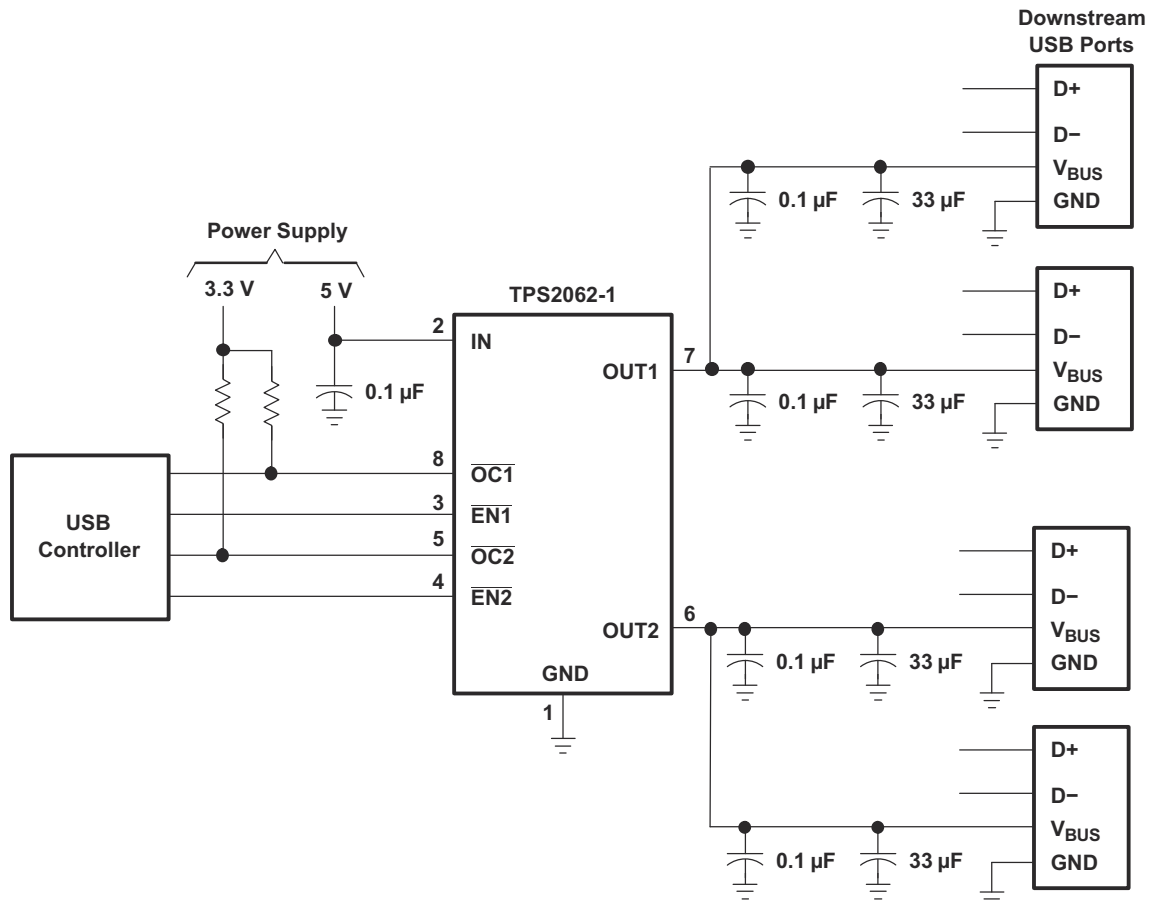 Downstream
USB Ports
D+
D−
VBUS
GND
0.1 µF
33 µF
Power Supply
3.3 V
5 V
0.1 µF
TPS2062-1
2
IN
OUT1
7
D+
D−
VBUS
GND
0.1 µF
33 µF
USB
Controller
8
OC1
3
EN1
5
OC2
4
EN2
OUT2
6
GND
1
D+
D−
VBUS
GND
0.1 µF
33 µF
D+
D−
VBUS
GND
0.1 µF
33 µF